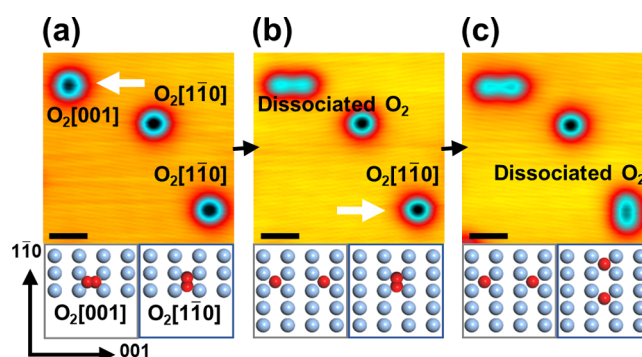 (a) (b) (c)
O₂[001]
O₂[11̄0]
O₂[11̄0]
Dissociated O₂
O₂[11̄0]
Dissociated O₂
11̄0
O₂[001] O₂[11̄0]
001